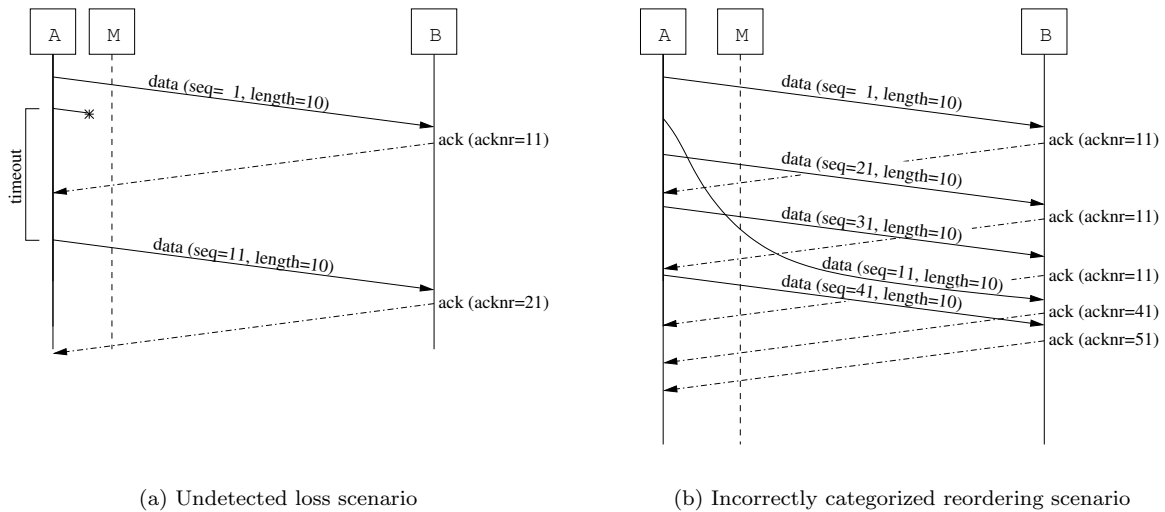 A
M
B
data (seq= 1, length=10)
ack (acknr=11)
timeout
data (seq=11, length=10)
ack (acknr=21)
(a) Undetected loss scenario
A
M
B
data (seq= 1, length=10)
ack (acknr=11)
data (seq=21, length=10)
ack (acknr=11)
data (seq=31, length=10)
data (seq=11, length=10)
ack (acknr=11)
data (seq=41, length=10)
ack (acknr=41)
ack (acknr=51)
(b) Incorrectly categorized reordering scenario